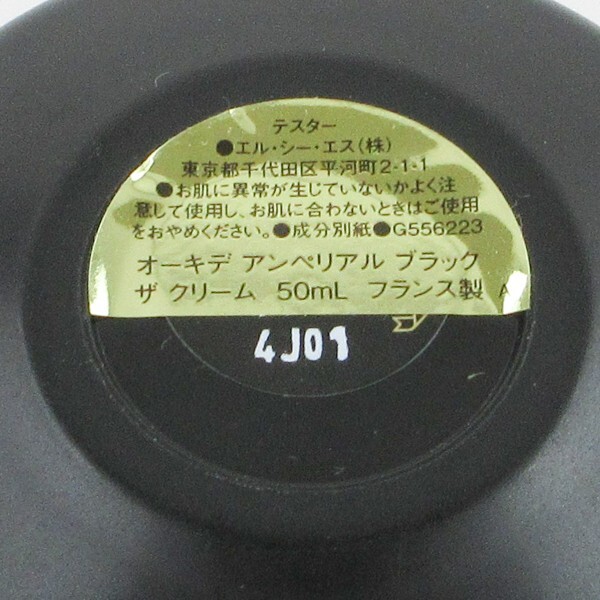 テスター
●エル・シー・エス(株)
東京都千代田区平河町2-1-1
●お肌に異常が生じていないかよく注
意して使用し、お肌に合わないときはご使用
をおやめください。●成分別紙●G556223
オーキデ アンペリアル ブラック
ザ クリーム 50mL フランス製 A
4J01